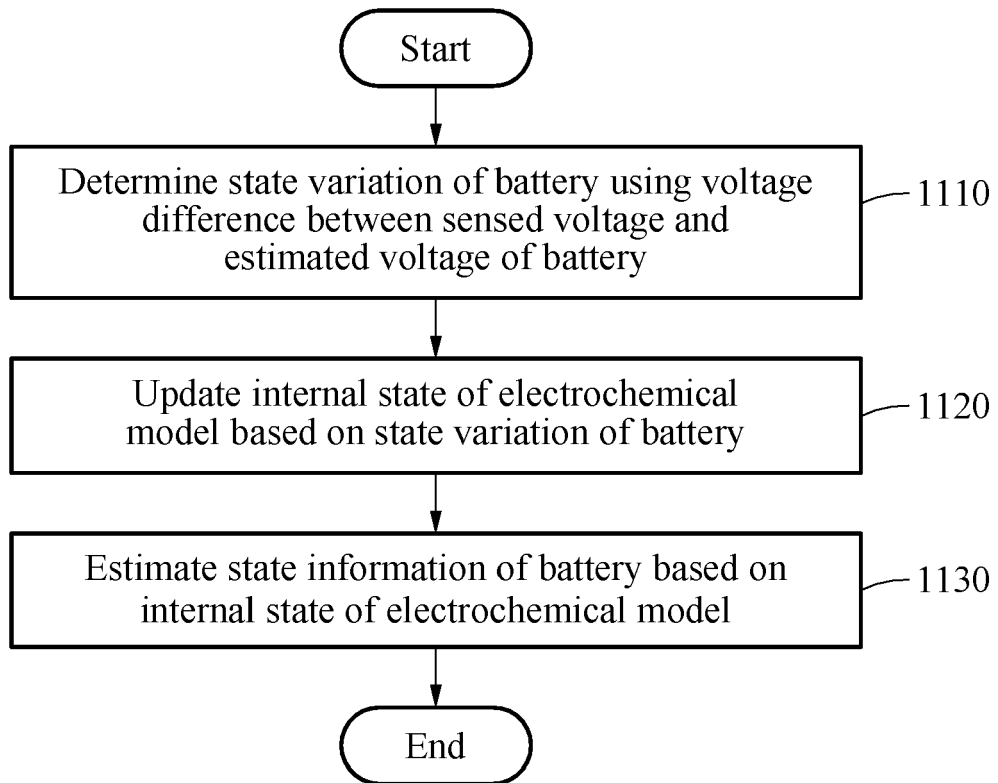 Start
Determine state variation of battery using voltage
difference between sensed voltage and
estimated voltage of battery
1110
Update internal state of electrochemical
model based on state variation of battery
1120
Estimate state information of battery based on
internal state of electrochemical model
1130
End